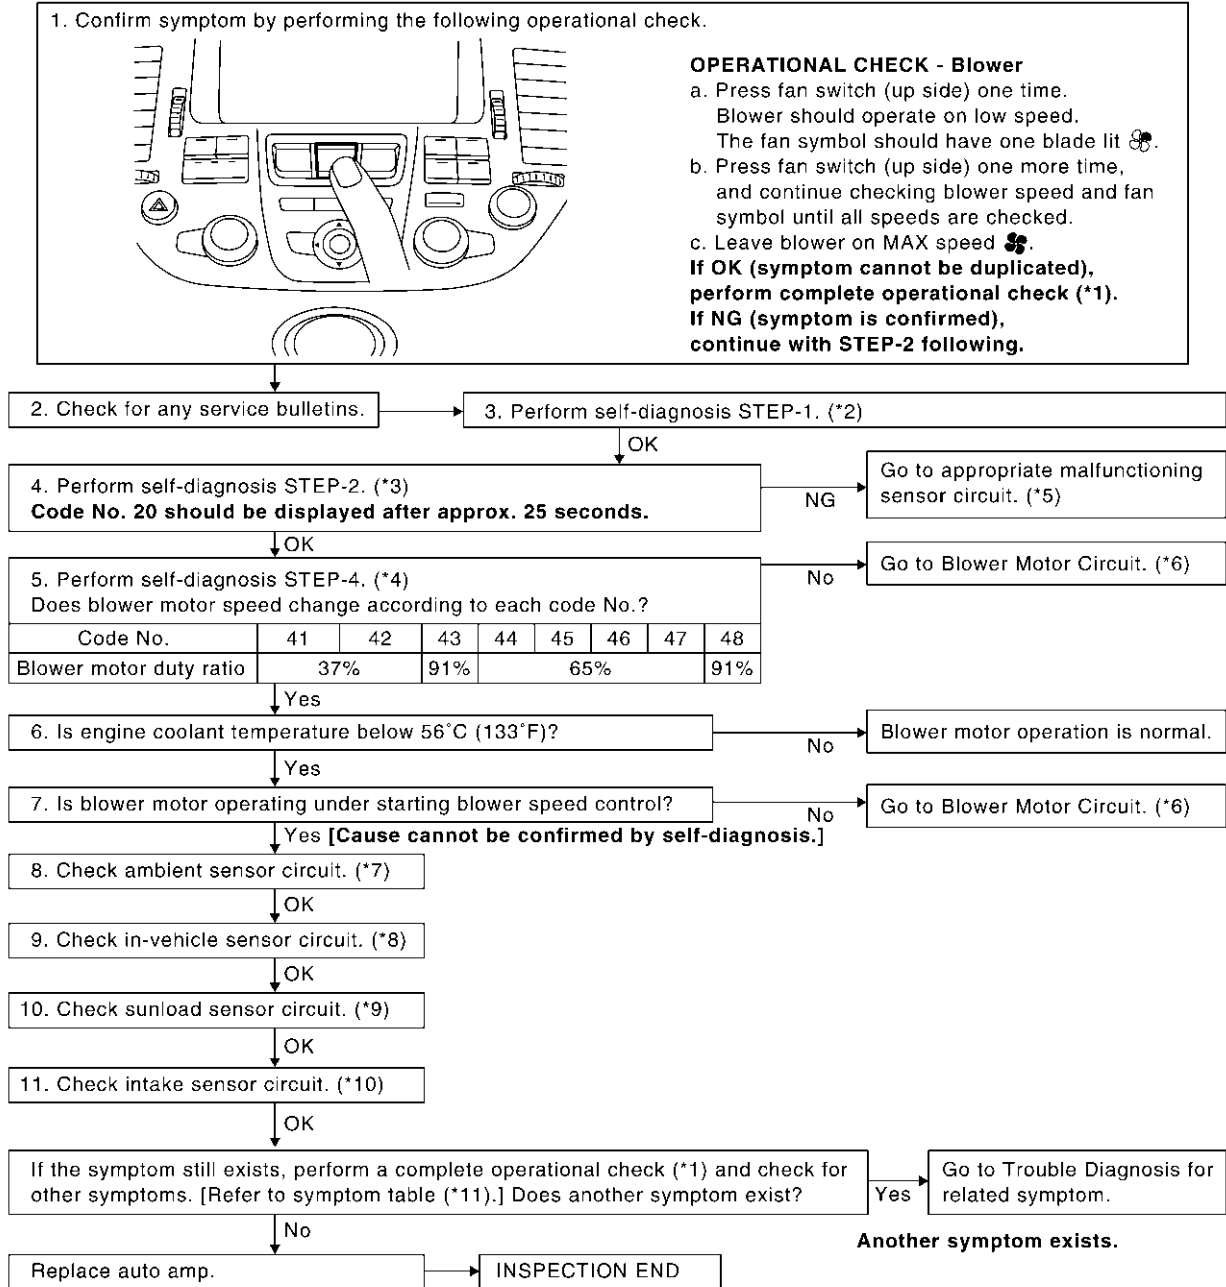 1. Confirm symptom by performing the following operational check.
OPERATIONAL CHECK - Blower
a. Press fan switch (up side) one time.
Blower should operate on low speed.
The fan symbol should have one blade lit .
b. Press fan switch (up side) one more time,
and continue checking blower speed and fan
symbol until all speeds are checked.
c. Leave blower on MAX speed .
If OK (symptom cannot be duplicated),
perform complete operational check (*1).
If NG (symptom is confirmed),
continue with STEP-2 following.
2. Check for any service bulletins.
3. Perform self-diagnosis STEP-1. (*2)
OK
4. Perform self-diagnosis STEP-2. (*3)
Code No. 20 should be displayed after approx. 25 seconds.
NG
Go to appropriate malfunctioning
sensor circuit. (*5)
OK
5. Perform self-diagnosis STEP-4. (*4)
Does blower motor speed change according to each code No.?
No
Go to Blower Motor Circuit. (*6)
Code No. 41 42 43 44 45 46 47 48
Blower motor duty ratio 37% 91% 65% 91%
Yes
6. Is engine coolant temperature below 56˚C (133˚F)?
No
Blower motor operation is normal.
Yes
7. Is blower motor operating under starting blower speed control?
No
Go to Blower Motor Circuit. (*6)
Yes [Cause cannot be confirmed by self-diagnosis.]
8. Check ambient sensor circuit. (*7)
OK
9. Check in-vehicle sensor circuit. (*8)
OK
10. Check sunload sensor circuit. (*9)
OK
11. Check intake sensor circuit. (*10)
OK
If the symptom still exists, perform a complete operational check (*1) and check for
other symptoms. [Refer to symptom table (*11).] Does another symptom exist?
Yes
Go to Trouble Diagnosis for
related symptom.
Another symptom exists.
No
Replace auto amp.
INSPECTION END